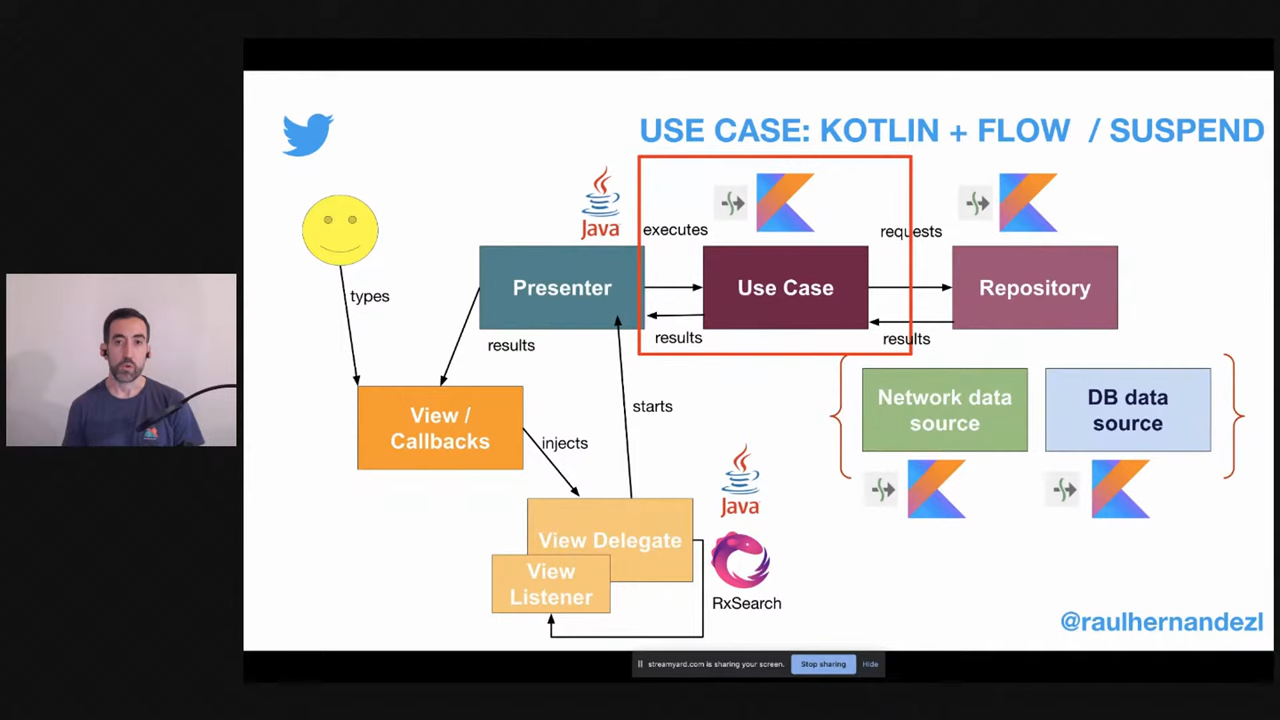 USE CASE: KOTLIN + FLOW / SUSPEND
Java
executes
requests
Presenter
Use Case
Repository
types
results
results
results
View /
Callbacks
starts
Network data
source
DB data
source
injects
Java
View Delegate
View
Listener
RxSearch
@raulhernandezl
streamyard.com is sharing your screen.
Stop sharing
Hide